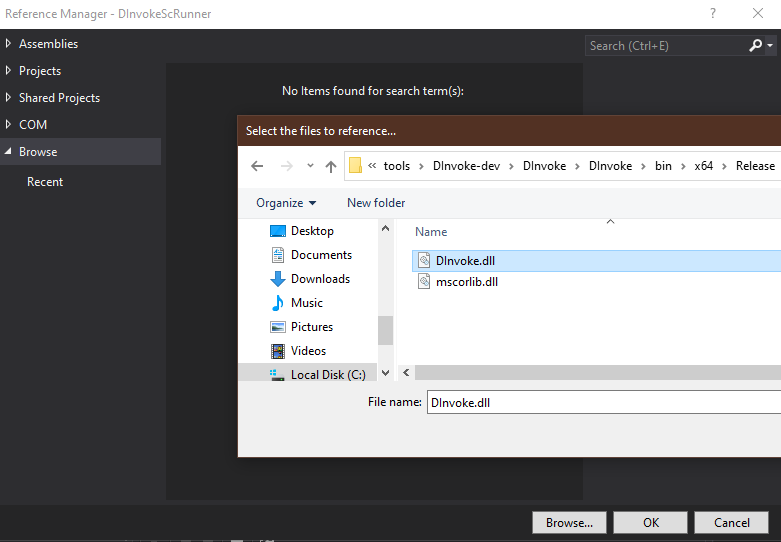 Reference Manager - DInvokeScRunner
?
Assemblies
Search (Ctrl+E)
Projects
Shared Projects
COM
Browse
Recent
No Items found for search term(s):
Select the files to reference...
« tools > DInvoke-dev > DInvoke > DInvoke > bin > x64 > Release
Organize
New folder
Desktop
Documents
Downloads
Music
Pictures
Videos
Local Disk (C:)
Name
DInvoke.dll
mscorlib.dll
File name:
DInvoke.dll
Browse...
OK
Cancel